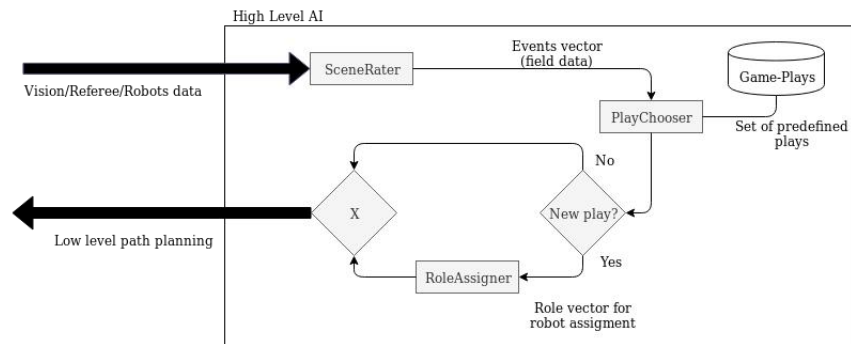 High Level AI
Events vector
(field data)
SceneRater
Vision/Referee/Robots data
Game-Plays
PlayChooser
Set of predefined
plays
No
X
New play?
Low level path planning
Yes
RoleAssigner
Role vector for
robot assigment